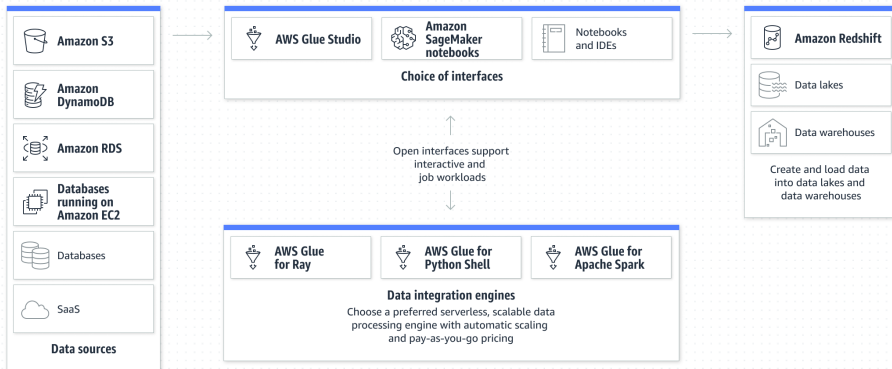 Amazon S3
Amazon
DynamoDB
Amazon RDS
Databases
running on
Amazon EC2
Databases
SaaS
Data sources
AWS Glue Studio
Amazon
SageMaker
notebooks
Notebooks
and IDEs
Choice of interfaces
Open interfaces support
interactive and
job workloads
AWS Glue
for Ray
AWS Glue for
Python Shell
AWS Glue for
Apache Spark
Data integration engines
Choose a preferred serverless, scalable data
processing engine with automatic scaling
and pay-as-you-go pricing
Amazon Redshift
Data lakes
Data warehouses
Create and load data
into data lakes and
data warehouses